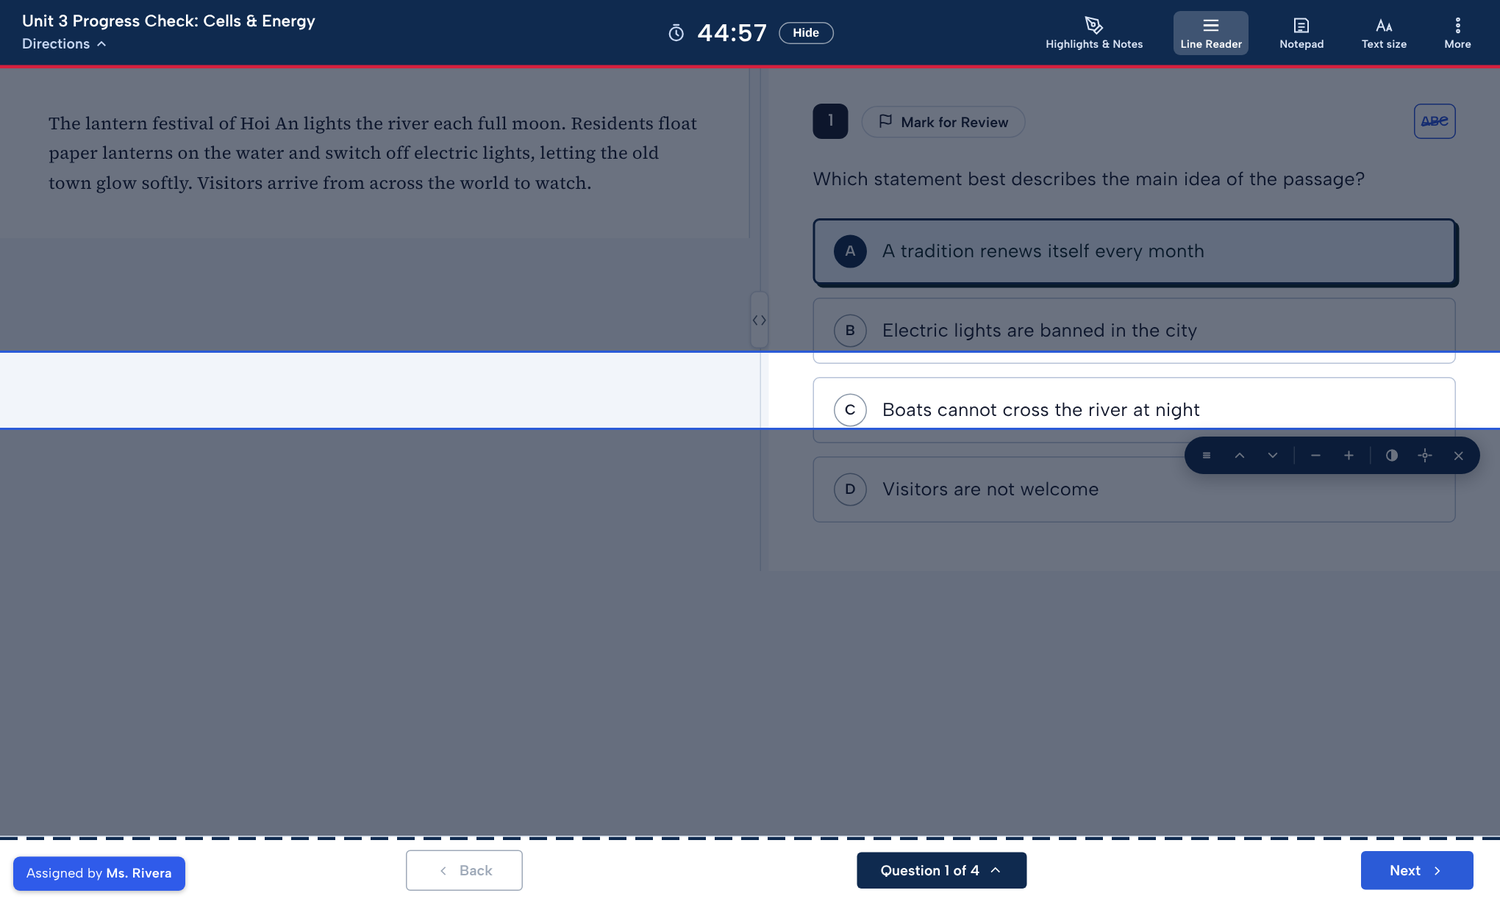 Unit 3 Progress Check: Cells & Energy
Directions
44:57
Hide
Highlights & Notes
Line Reader
Notepad
Text size
More
The lantern festival of Hoi An lights the river each full moon. Residents float
paper lanterns on the water and switch off electric lights, letting the old
town glow softly. Visitors arrive from across the world to watch.
1
Mark for Review
ABC
Which statement best describes the main idea of the passage?
A A tradition renews itself every month
B Electric lights are banned in the city
C Boats cannot cross the river at night
D Visitors are not welcome
Assigned by Ms. Rivera
Back
Question 1 of 4
Next